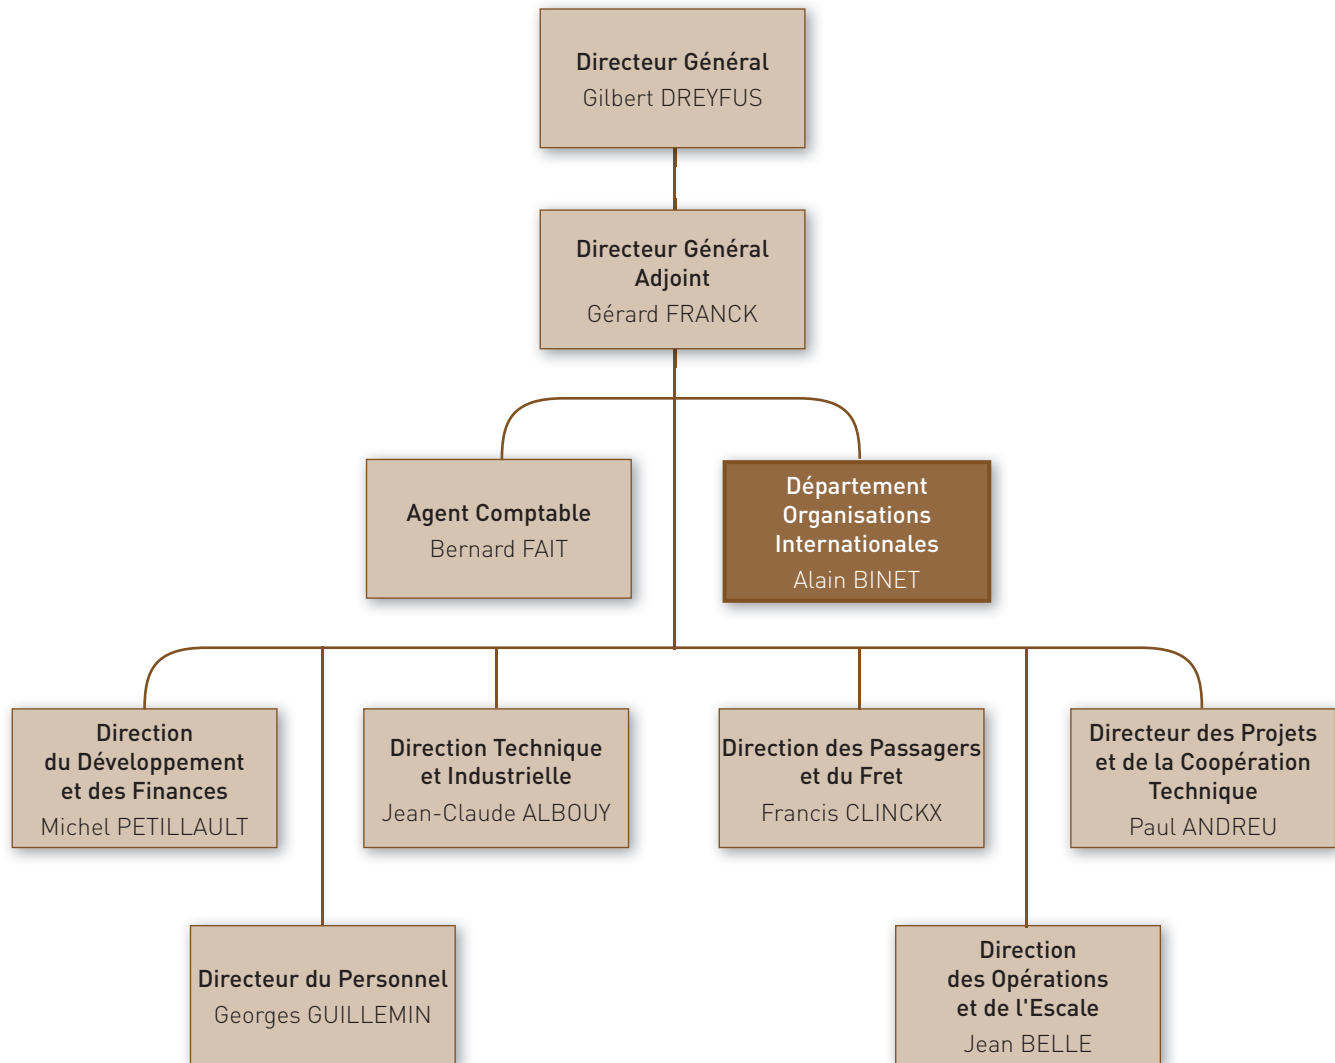 Directeur Général
Gilbert DREYFUS
Directeur Général
Adjoint
Gérard FRANCK
Agent Comptable
Bernard FAIT
Département
Organisations
Internationales
Alain BINET
Direction
du Développement
et des Finances
Michel PETILLAULT
Direction Technique
et Industrielle
Jean-Claude ALBOUY
Direction des Passagers
et du Fret
Francis CLINCKX
Directeur des Projets
et de la Coopération
Technique
Paul ANDREU
Directeur du Personnel
Georges GUILLEMIN
Direction
des Opérations
et de l'Escale
Jean BELLE